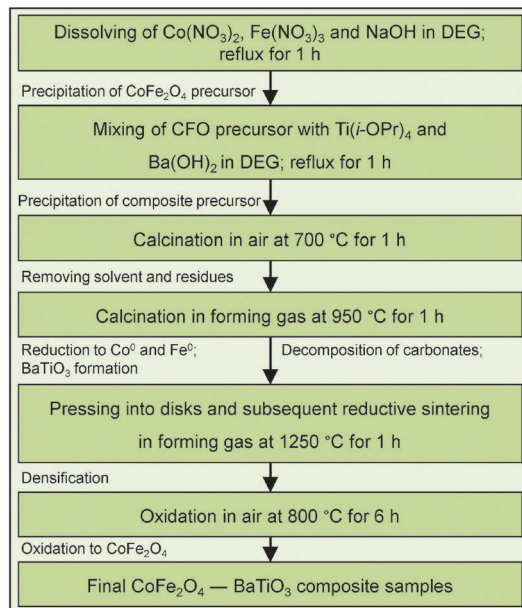 Dissolving of Co(NO₃)₂, Fe(NO₃)₃ and NaOH in DEG;
reflux for 1 h
Precipitation of CoFe₂O₄ precursor
Mixing of CFO precursor with Ti(i-OPr)₄ and
Ba(OH)₂ in DEG; reflux for 1 h
Precipitation of composite precursor
Calcination in air at 700 °C for 1 h
Removing solvent and residues
Calcination in forming gas at 950 °C for 1 h
Reduction to Co⁰ and Fe⁰;
BaTiO₃ formation
Decomposition of carbonates;
Pressing into disks and subsequent reductive sintering
in forming gas at 1250 °C for 1 h
Densification
Oxidation in air at 800 °C for 6 h
Oxidation to CoFe₂O₄
Final CoFe₂O₄ — BaTiO₃ composite samples